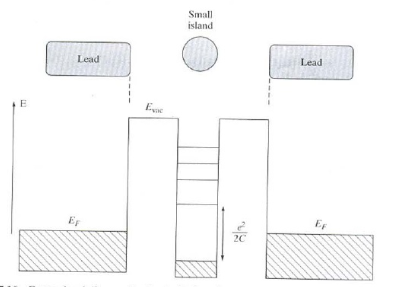 Small
island
Lead
Lead
E
E_vac
E_F
e²
2C
E_F